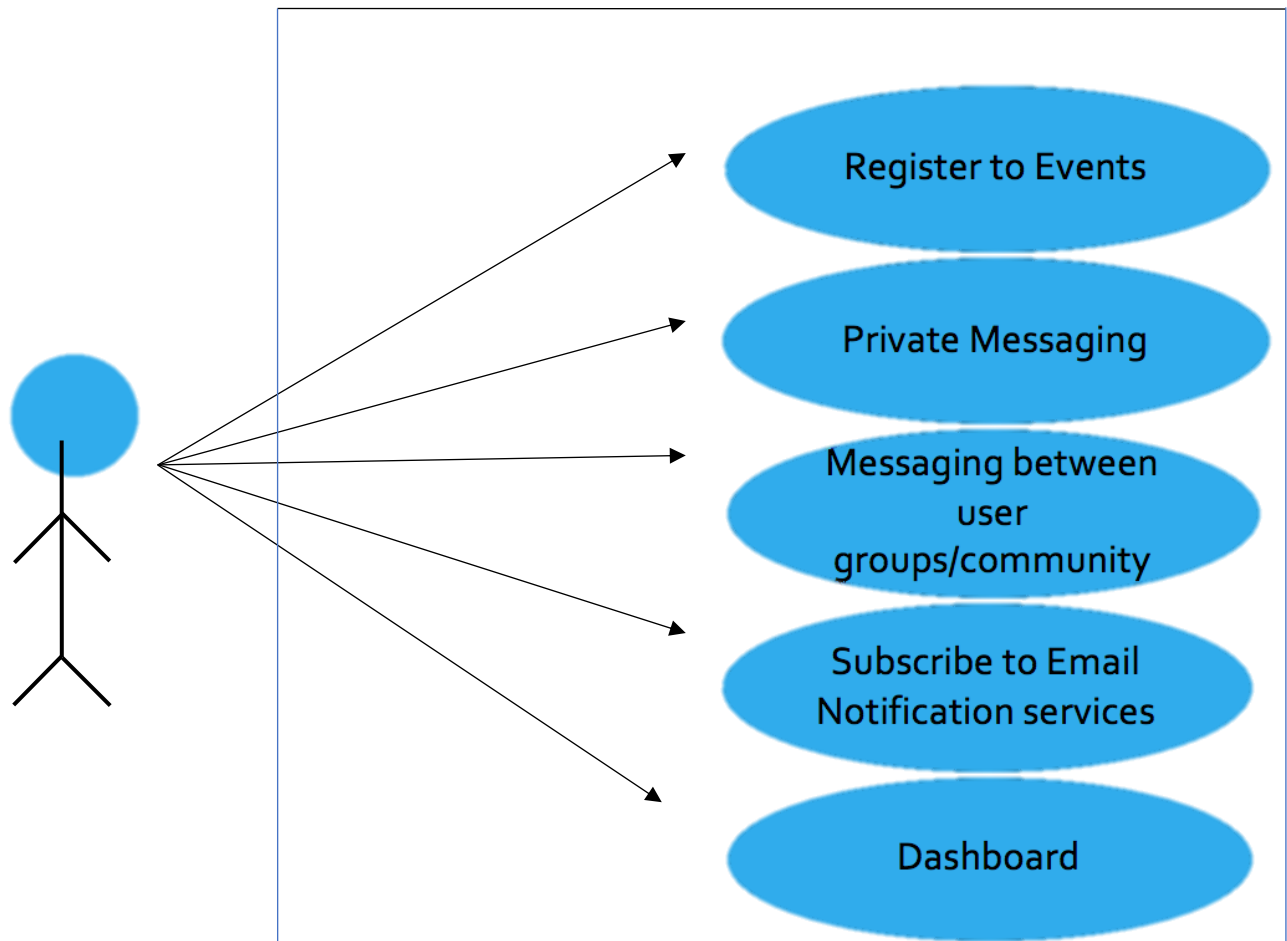 Register to Events
Private Messaging
Messaging between
user
groups/community
Subscribe to Email
Notification services
Dashboard